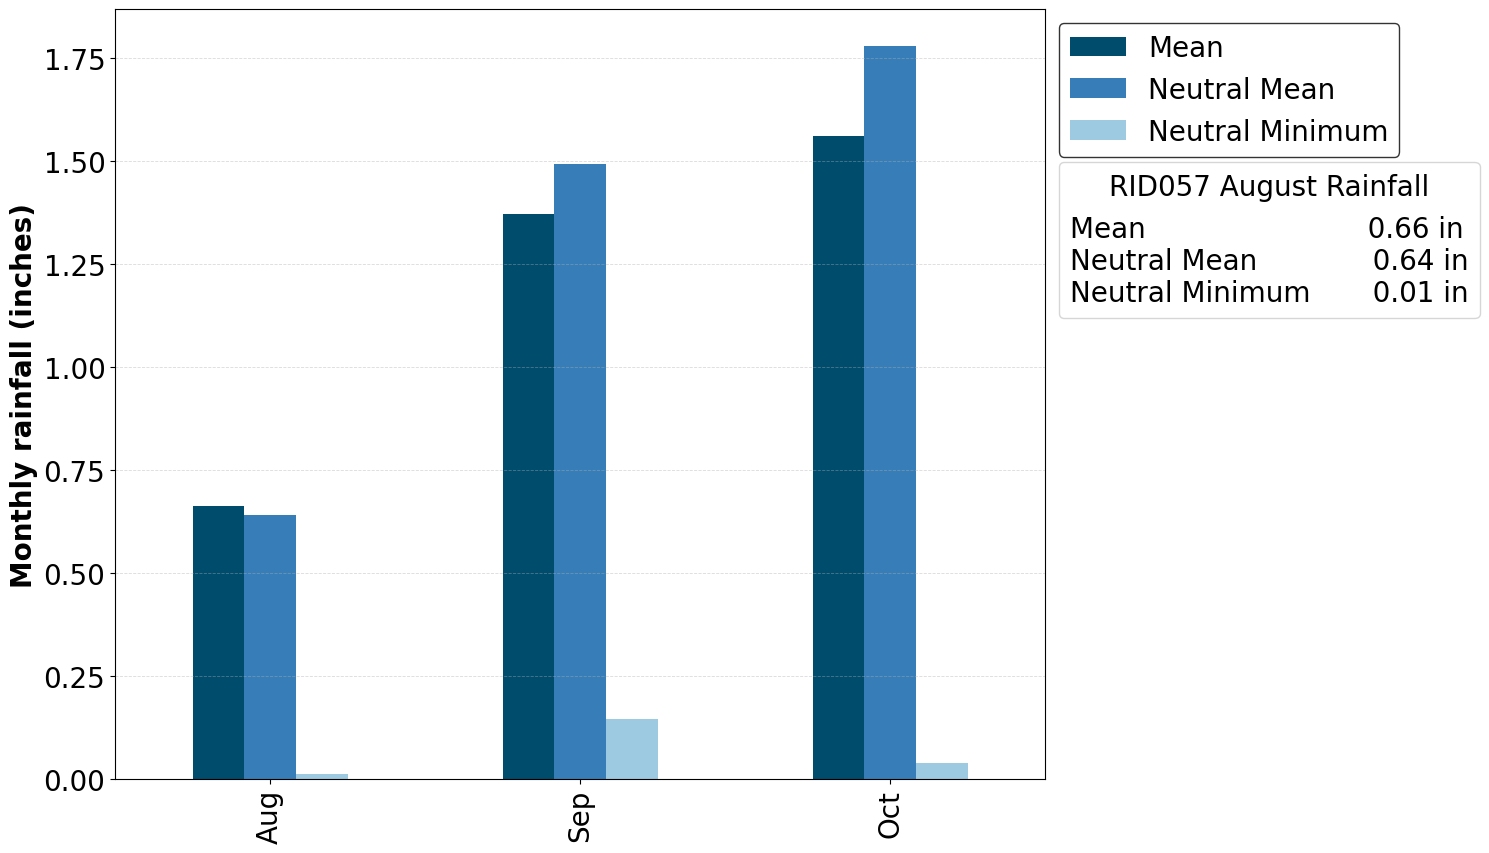 Monthly rainfall (inches)
1.75
1.50
1.25
1.00
0.75
0.50
0.25
0.00
Aug
Sep
Oct
Mean
Neutral Mean
Neutral Minimum
RID057 August Rainfall
Mean 0.66 in
Neutral Mean 0.64 in
Neutral Minimum 0.01 in